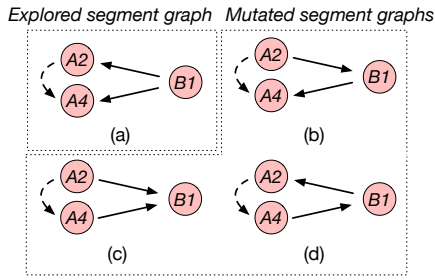 Explored segment graph Mutated segment graphs
A2 B1 A4
(a)
A2 B1 A4
(b)
A2 B1 A4
(c)
A2 B1 A4
(d)